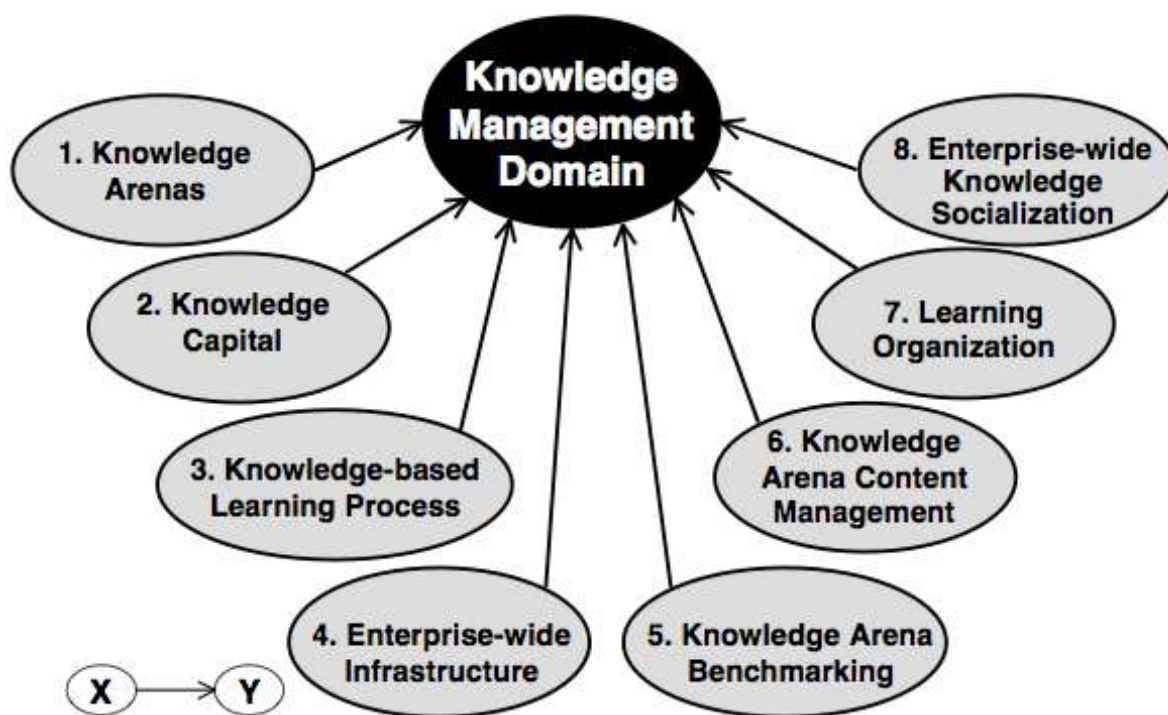 Knowledge
Management
Domain
1. Knowledge
Arenas
2. Knowledge
Capital
3. Knowledge-based
Learning Process
4. Enterprise-wide
Infrastructure
5. Knowledge Arena
Benchmarking
6. Knowledge
Arena Content
Management
7. Learning
Organization
8. Enterprise-wide
Knowledge
Socialization
X
Y